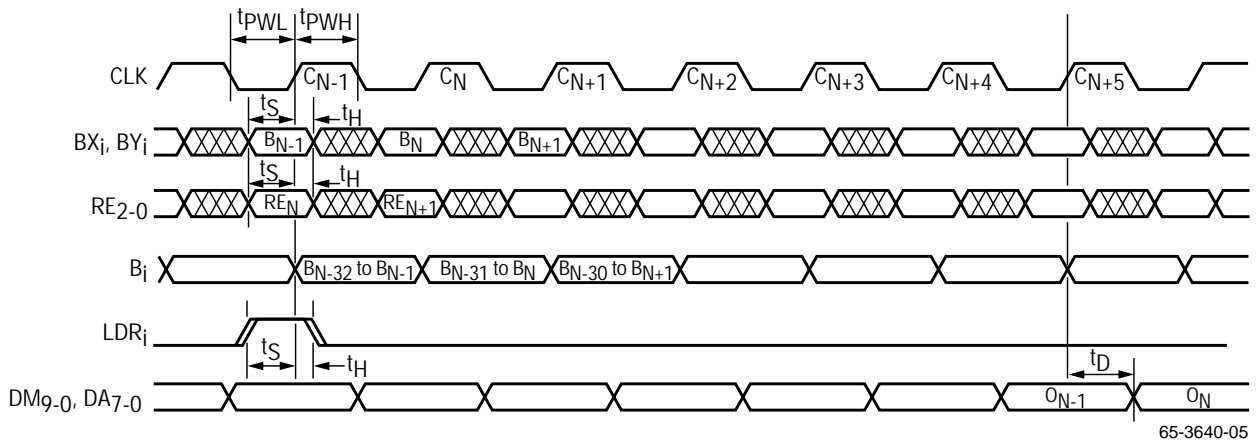 tPWL tPWH
CLK CN-1 CN CN+1 CN+2 CN+3 CN+4 CN+5
tS tH
BXi, BYi BN-1 BN BN+1
tS tH
RE2-0 REN REN+1
Bi BN-32 to BN-1 BN-31 to BN BN-30 to BN+1
LDRi
tS tH tD
DM9-0, DA7-0 ON-1 ON
65-3640-05